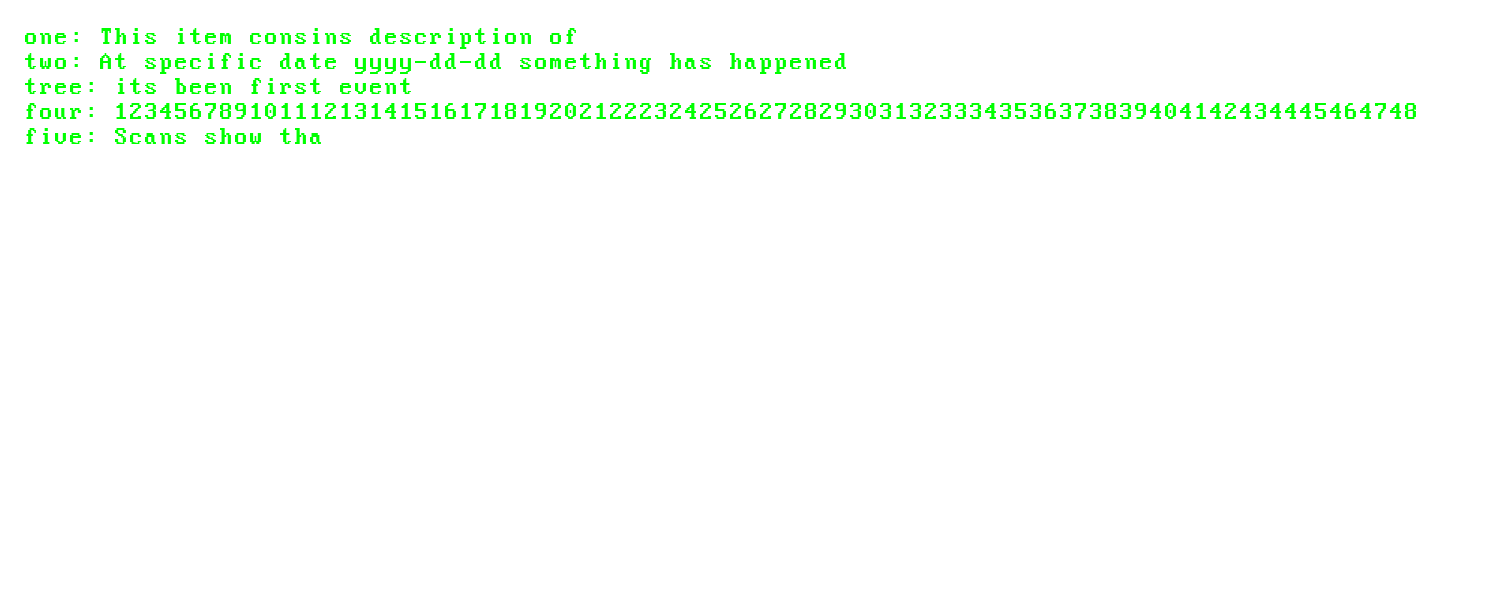 one: This item consins description of
two: At specific date yyyy-dd-dd something has happened
tree: its been first event
four: 123456789101112131415161718192021222324252627282930313233343536373839404142434445464748
five: Scans show tha